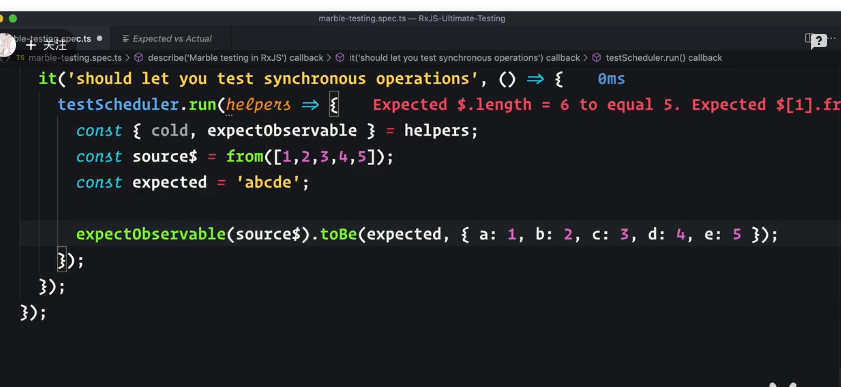 marble-testing.spec.ts — RxJS-Ultimate-Testing
ble-testing.spec.ts Expected vs Actual
+ 关注
TS marble-testing.spec.ts > describe('Marble testing in RxJS') callback > it('should let you test synchronous operations') callback > testScheduler.run() callback
it('should let you test synchronous operations', () => { 0ms
testScheduler.run(helpers => { Expected $.length = 6 to equal 5. Expected $[1].fr
const { cold, expectObservable } = helpers;
const source$ = from([1,2,3,4,5]);
const expected = 'abcde';
expectObservable(source$).toBe(expected, { a: 1, b: 2, c: 3, d: 4, e: 5 });
});
});
});